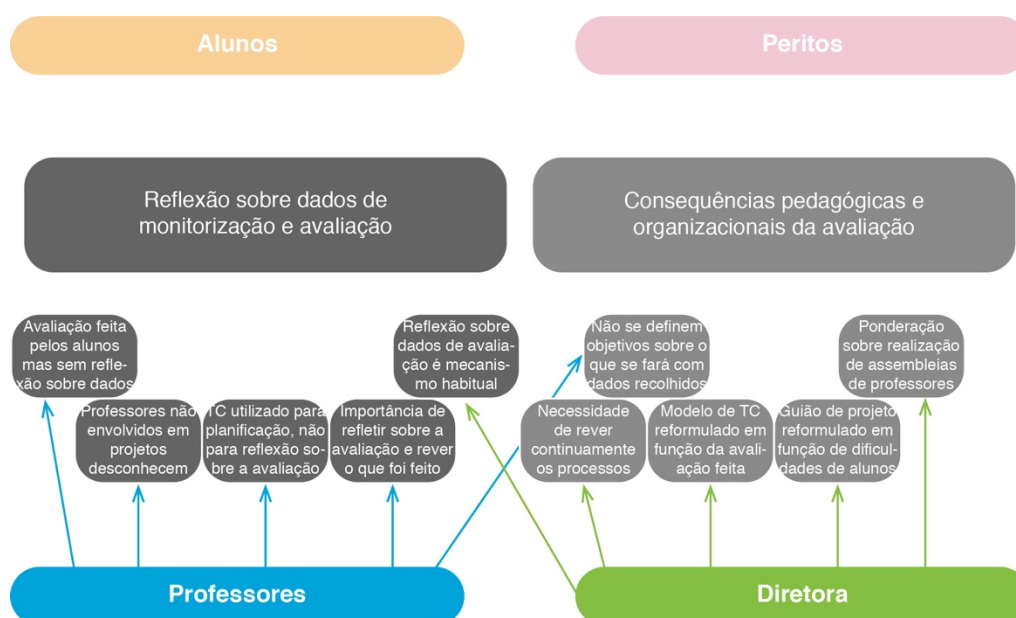 Alunos
Peritos
Reflexão sobre dados de
monitorização e avaliação
Consequências pedagógicas e
organizacionais da avaliação
Avaliação feita
pelos alunos
mas sem refle-
xão sobre dados
Reflexão sobre
dados de avalia-
ção é mecanis-
mo habitual
Não se definem
objetivos sobre o
que se fará com
dados recolhidos
Ponderação
sobre realização
de assembleias
de professores
Professores não
envolvidos em
projetos
desconhecem
TC utilizado para
planificação, não
para reflexão so-
bre a avaliação
Importância de
refletir sobre a
avaliação e rever
o que foi feito
Necessidade
de rever
continuamente
os processos
Modelo de TC
reformulado em
função da avali-
ação feita
Guião de projeto
reformulado em
função de dificul-
dades de alunos
Professores
Diretora